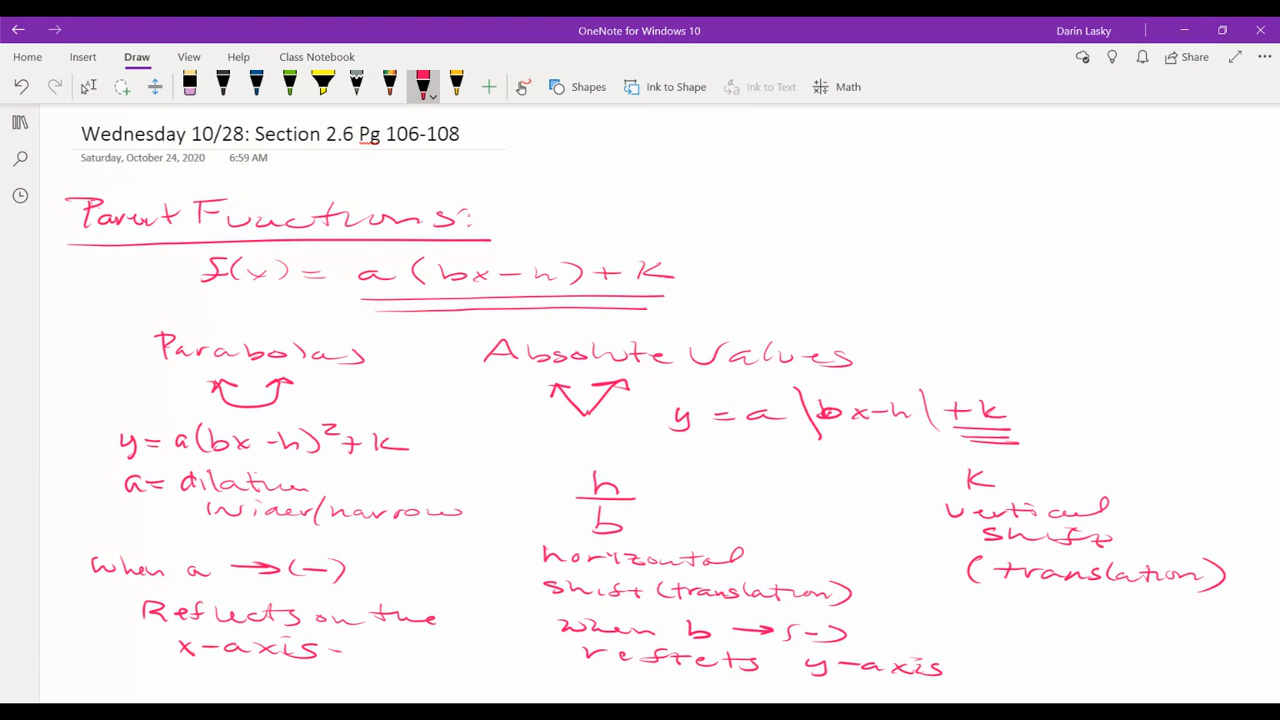 OneNote for Windows 10
Darin Lasky
Home Insert Draw View Help Class Notebook
Share
Shapes Ink to Shape Ink to Text Math
Wednesday 10/28: Section 2.6 Pg 106-108
Saturday, October 24, 2020 6:59 AM
Parent Functions:
f(x) = a(bx-h)+k
Parabolas
Absolute Values
y = a|bx-h|+k
y=a(bx-h)²+k
a= dilation
wider/narrow
h
b
k
vertical
shift
(translation)
horizontal
shift (translation)
when a → (-)
Reflects on the
x-axis
when b → (-)
reflects y-axis